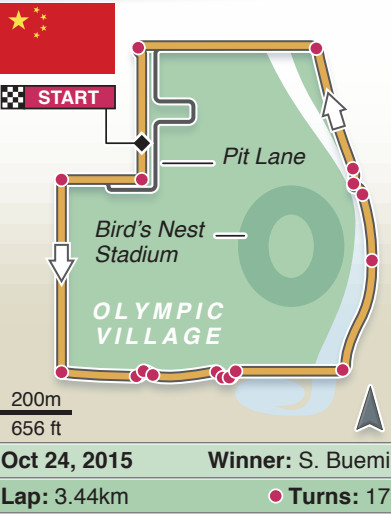 START
Pit Lane
Bird's Nest
Stadium
OLYMPIC
VILLAGE
200m
656 ft
Oct 24, 2015 Winner: S. Buemi
Lap: 3.44km Turns: 17